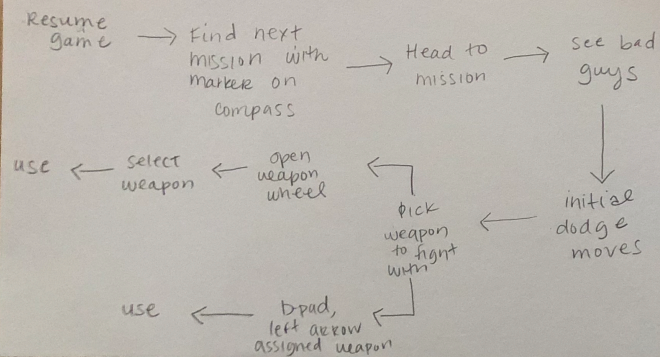 Resume
game
Find next
mission with
marker on
compass
Head to
mission
see bad
guys
initial
dodge
moves
pick
weapon
to fight
with
open
weapon
wheel
select
weapon
use
D-pad,
left arrow
assigned weapon
use